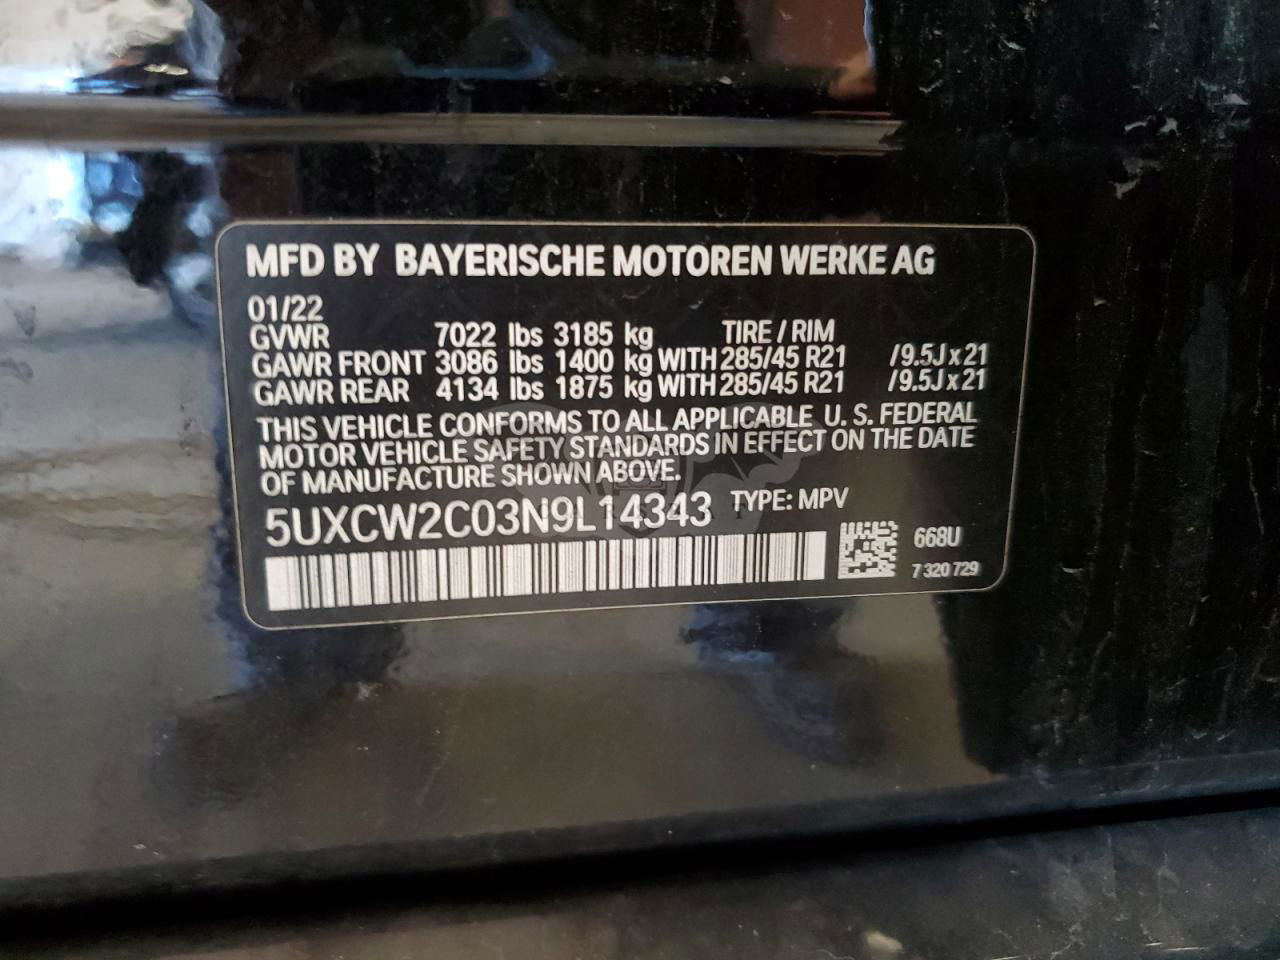 MFD BY BAYERISCHE MOTOREN WERKE AG
01/22
GVWR 7022 lbs 3185 kg TIRE / RIM
GAWR FRONT 3086 lbs 1400 kg WITH 285/45 R21 /9.5J x 21
GAWR REAR 4134 lbs 1875 kg WITH 285/45 R21 /9.5J x 21
THIS VEHICLE CONFORMS TO ALL APPLICABLE U. S. FEDERAL
MOTOR VEHICLE SAFETY STANDARDS IN EFFECT ON THE DATE
OF MANUFACTURE SHOWN ABOVE.
5UXCW2C03N9L14343 TYPE: MPV
668U
7 320 729